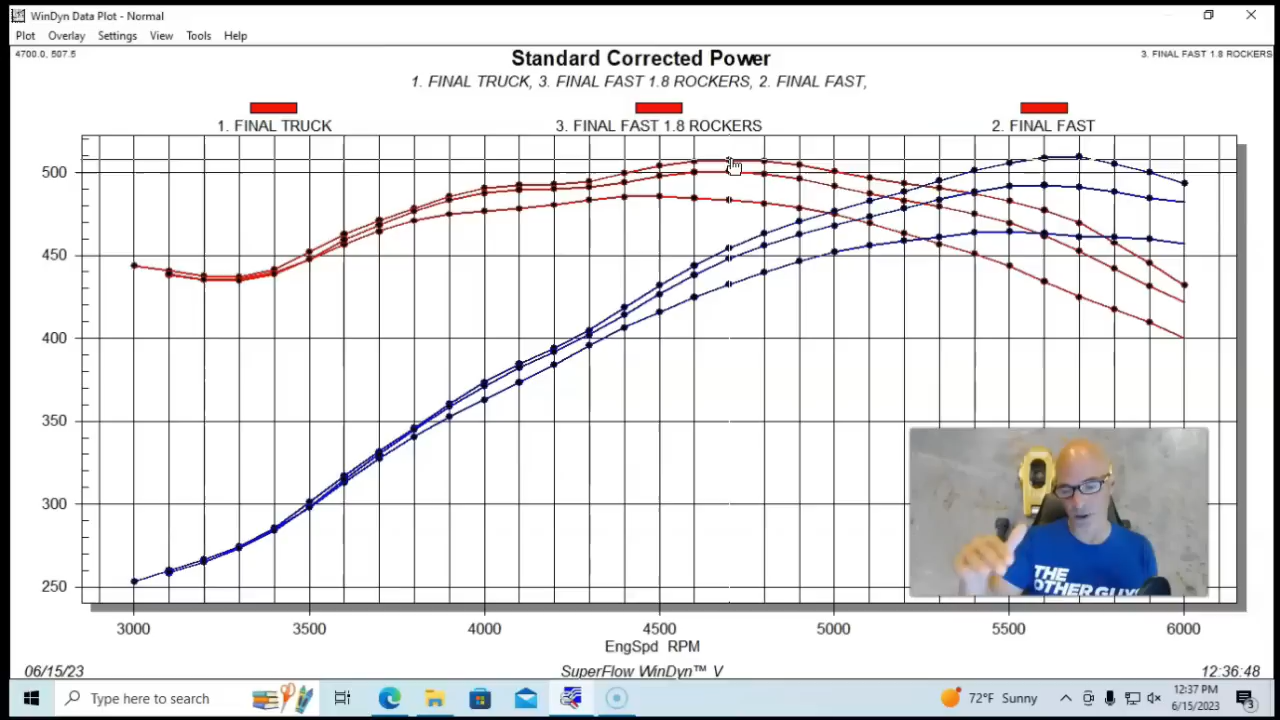 WinDyn Data Plot - Normal
Plot Overlay Settings View Tools Help
4700.0, 507.5
3. FINAL FAST 1.8 ROCKERS
Standard Corrected Power
1. FINAL TRUCK, 3. FINAL FAST 1.8 ROCKERS, 2. FINAL FAST,
1. FINAL TRUCK 3. FINAL FAST 1.8 ROCKERS 2. FINAL FAST
500
450
400
350
300
250
THE
OTHER GUY
3000 3500 4000 4500 5000 5500 6000
EngSpd RPM
06/15/23 SuperFlow WinDyn™ V 12:36:48
Type here to search
72°F Sunny
12:37 PM
6/15/2023
3